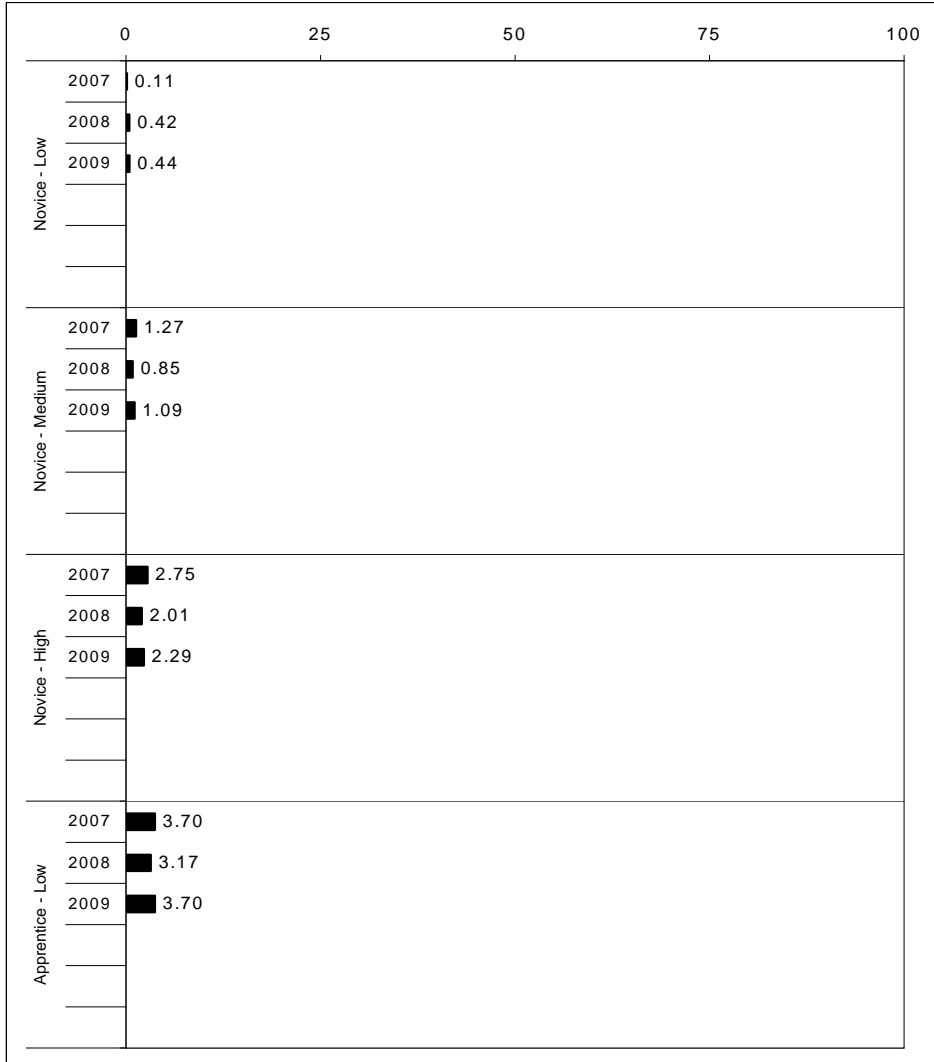 0 25 50 75 100
Novice - Low
2007 0.11
2008 0.42
2009 0.44
Novice - Medium
2007 1.27
2008 0.85
2009 1.09
Novice - High
2007 2.75
2008 2.01
2009 2.29
Apprentice - Low
2007 3.70
2008 3.17
2009 3.70